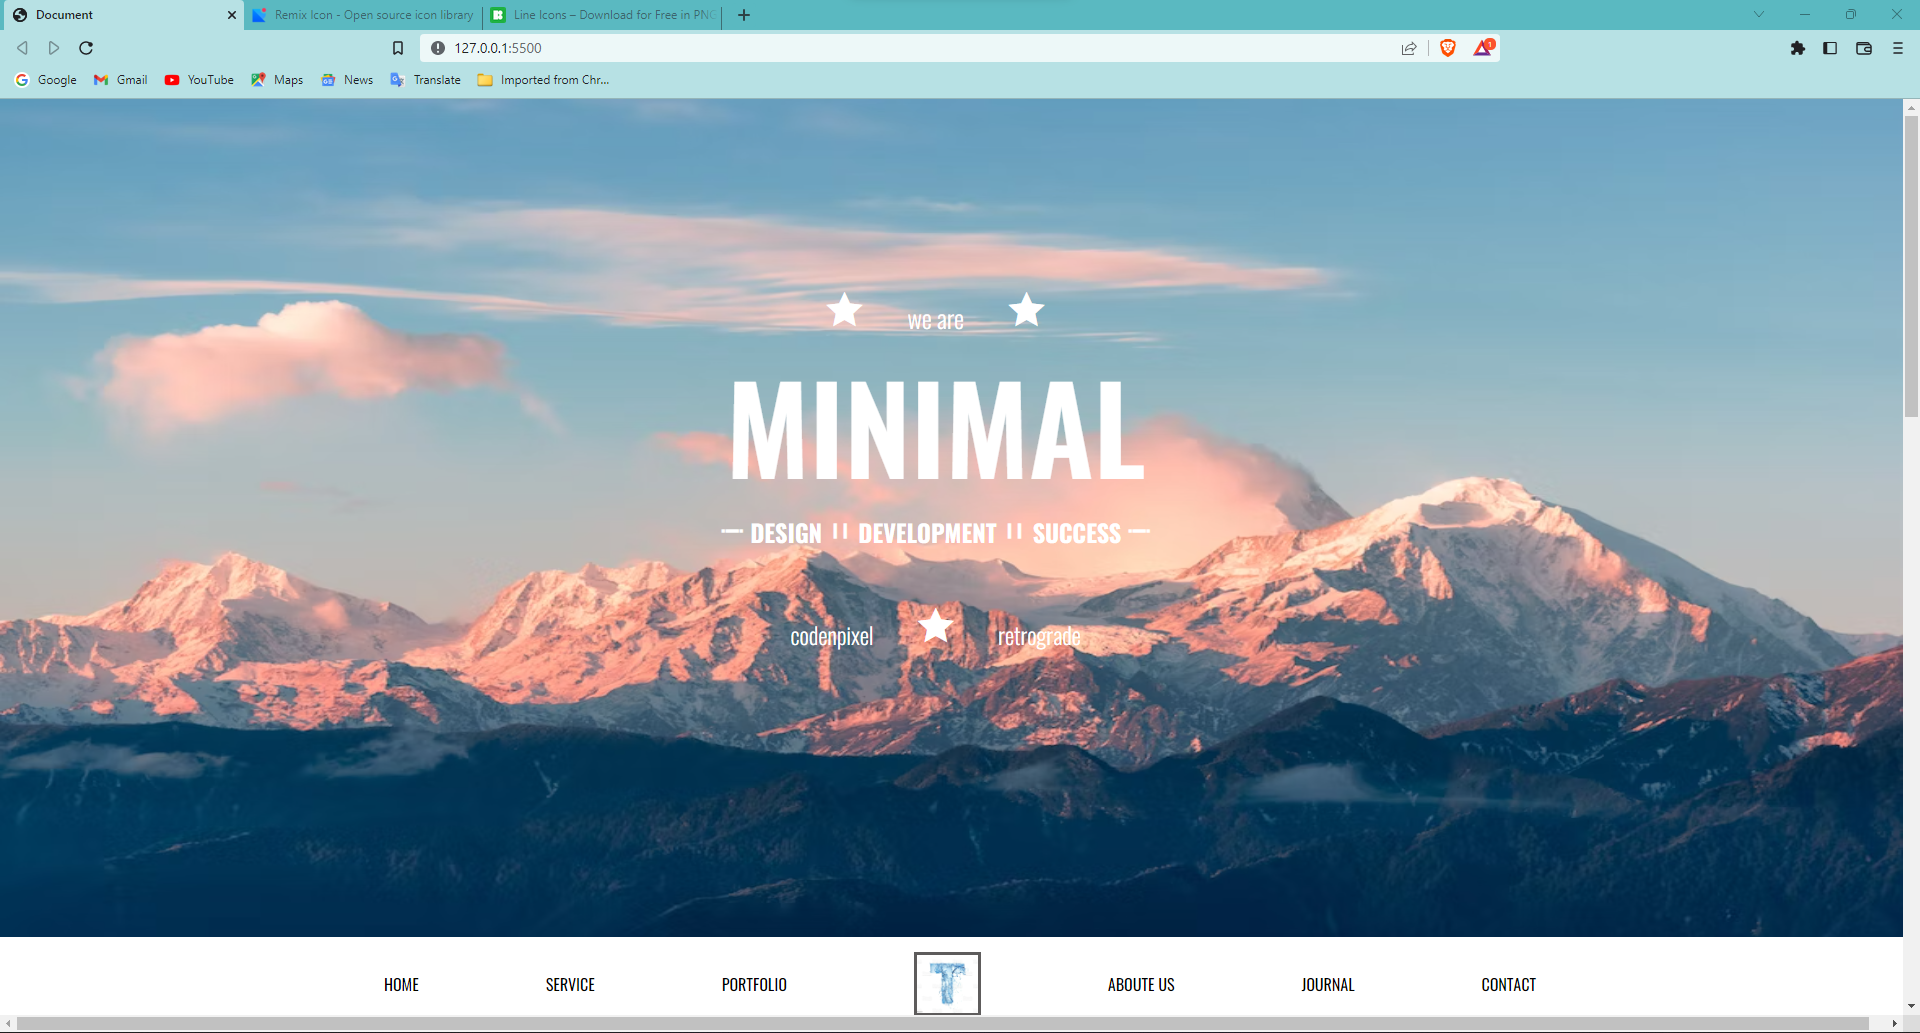 Document
Remix Icon - Open source icon library
Line Icons – Download for Free in PNG
127.0.0.1:5500
1
Google
Gmail
YouTube
Maps
News
Translate
Imported from Chr...
we are
MINIMAL
DESIGN
DEVELOPMENT
SUCCESS
codenpixel
retrograde
HOME
SERVICE
PORTFOLIO
T
ABOUTE US
JOURNAL
CONTACT